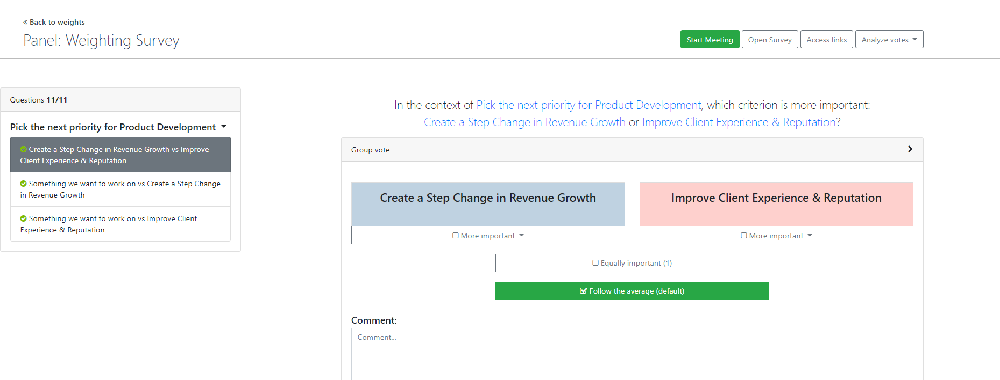 « Back to weights
Panel: Weighting Survey
Start Meeting
Open Survey
Access links
Analyze votes
Questions 11/11
Pick the next priority for Product Development
Create a Step Change in Revenue Growth vs Improve
Client Experience & Reputation
Something we want to work on vs Create a Step Change
in Revenue Growth
Something we want to work on vs Improve Client
Experience & Reputation
In the context of Pick the next priority for Product Development, which criterion is more important:
Create a Step Change in Revenue Growth or Improve Client Experience & Reputation?
Group vote
Create a Step Change in Revenue Growth
More important
Improve Client Experience & Reputation
More important
Equally important (1)
Follow the average (default)
Comment:
Comment...